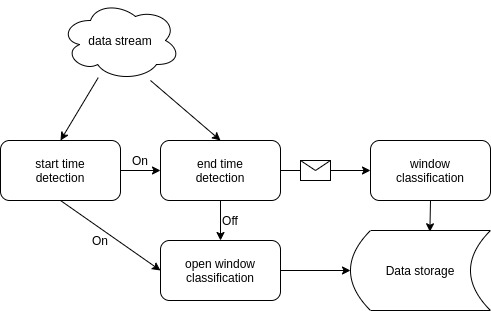 data stream
start time
detection
On
end time
detection
window
classification
On
Off
open window
classification
Data storage